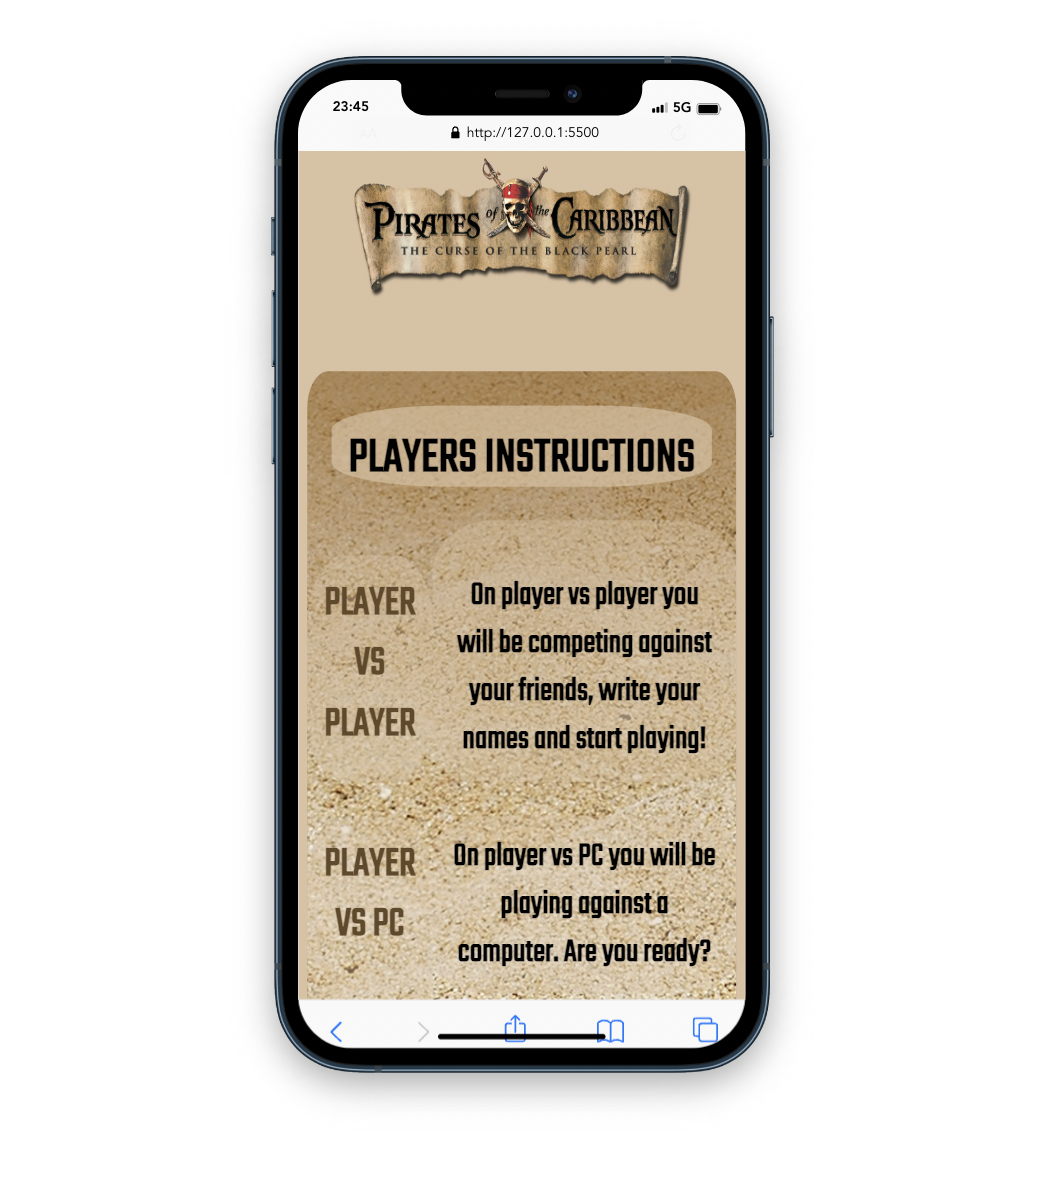 23:45
5G
AA
http://127.0.0.1:5500
PIRATES of the CARIBBEAN
THE CURSE OF THE BLACK PEARL
PLAYERS INSTRUCTIONS
PLAYER
VS
PLAYER
On player vs player you
will be competing against
your friends, write your
names and start playing!
PLAYER
VS PC
On player vs PC you will be
playing against a
computer. Are you ready?